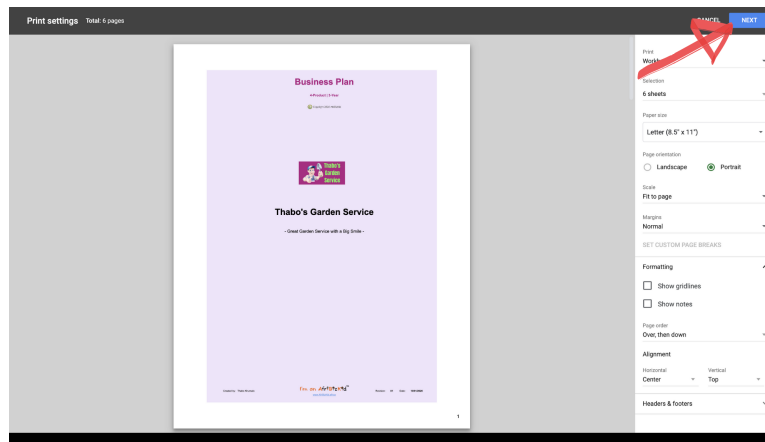 Print settings Total: 6 pages
CANCEL NEXT
Print
Selection
6 sheets
Paper size
Letter (8.5" x 11")
Page orientation
Landscape Portrait
Scale
Fit to page
Margins
Normal
SET CUSTOM PAGE BREAKS
Formatting
Show gridlines
Show notes
Page order
Over, then down
Alignment
Horizontal Vertical
Center Top
Headers & footers
Business Plan
Thabo's
Garden
Service
Thabo's Garden Service
- Great Garden Service with a Big Smile -
1